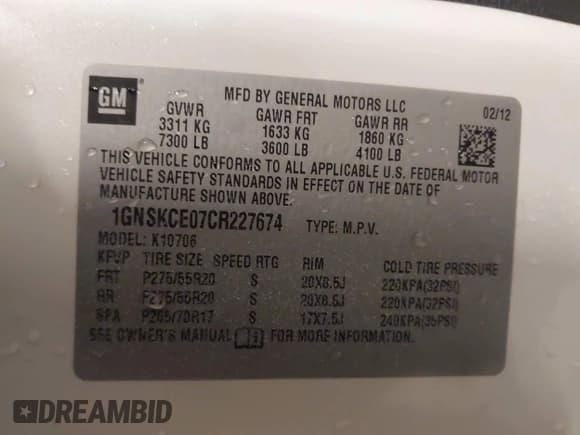 GM
MFD BY GENERAL MOTORS LLC
02/12
GVWR GAWR FRT GAWR RR
3311 KG 1633 KG 1860 KG
7300 LB 3600 LB 4100 LB
THIS VEHICLE CONFORMS TO ALL APPLICABLE U.S. FEDERAL MOTOR
VEHICLE SAFETY STANDARDS IN EFFECT ON THE DATE OF
MANUFACTURE SHOWN ABOVE.
1GNSKCE07CR227674 TYPE: M.P.V.
MODEL: K10706
TIRE SIZE SPEED RTG RIM COLD TIRE PRESSURE
FRT P275/55R20 S 20X8.5J 220KPA(32PSI)
RR P275/55R20 S 20X8.5J 220KPA(32PSI)
SPA P265/70R17 S 17X7.5J 240KPA(35PSI)
SEE OWNER'S MANUAL FOR MORE INFORMATION.
DREAMBID